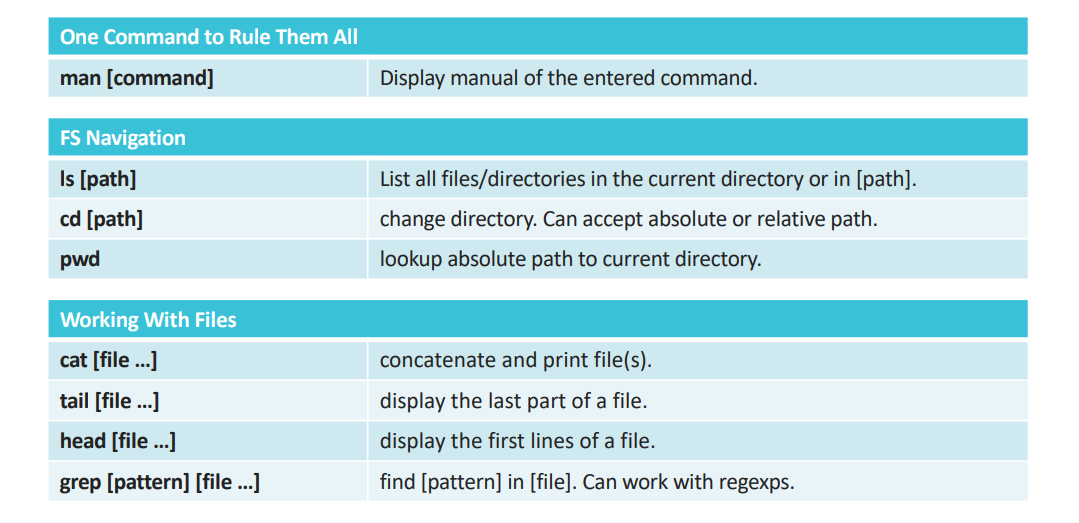 One Command to Rule Them All
man [command] Display manual of the entered command.
FS Navigation
ls [path] List all files/directories in the current directory or in [path].
cd [path] change directory. Can accept absolute or relative path.
pwd lookup absolute path to current directory.
Working With Files
cat [file ...] concatenate and print file(s).
tail [file ...] display the last part of a file.
head [file ...] display the first lines of a file.
grep [pattern] [file ...] find [pattern] in [file]. Can work with regexps.